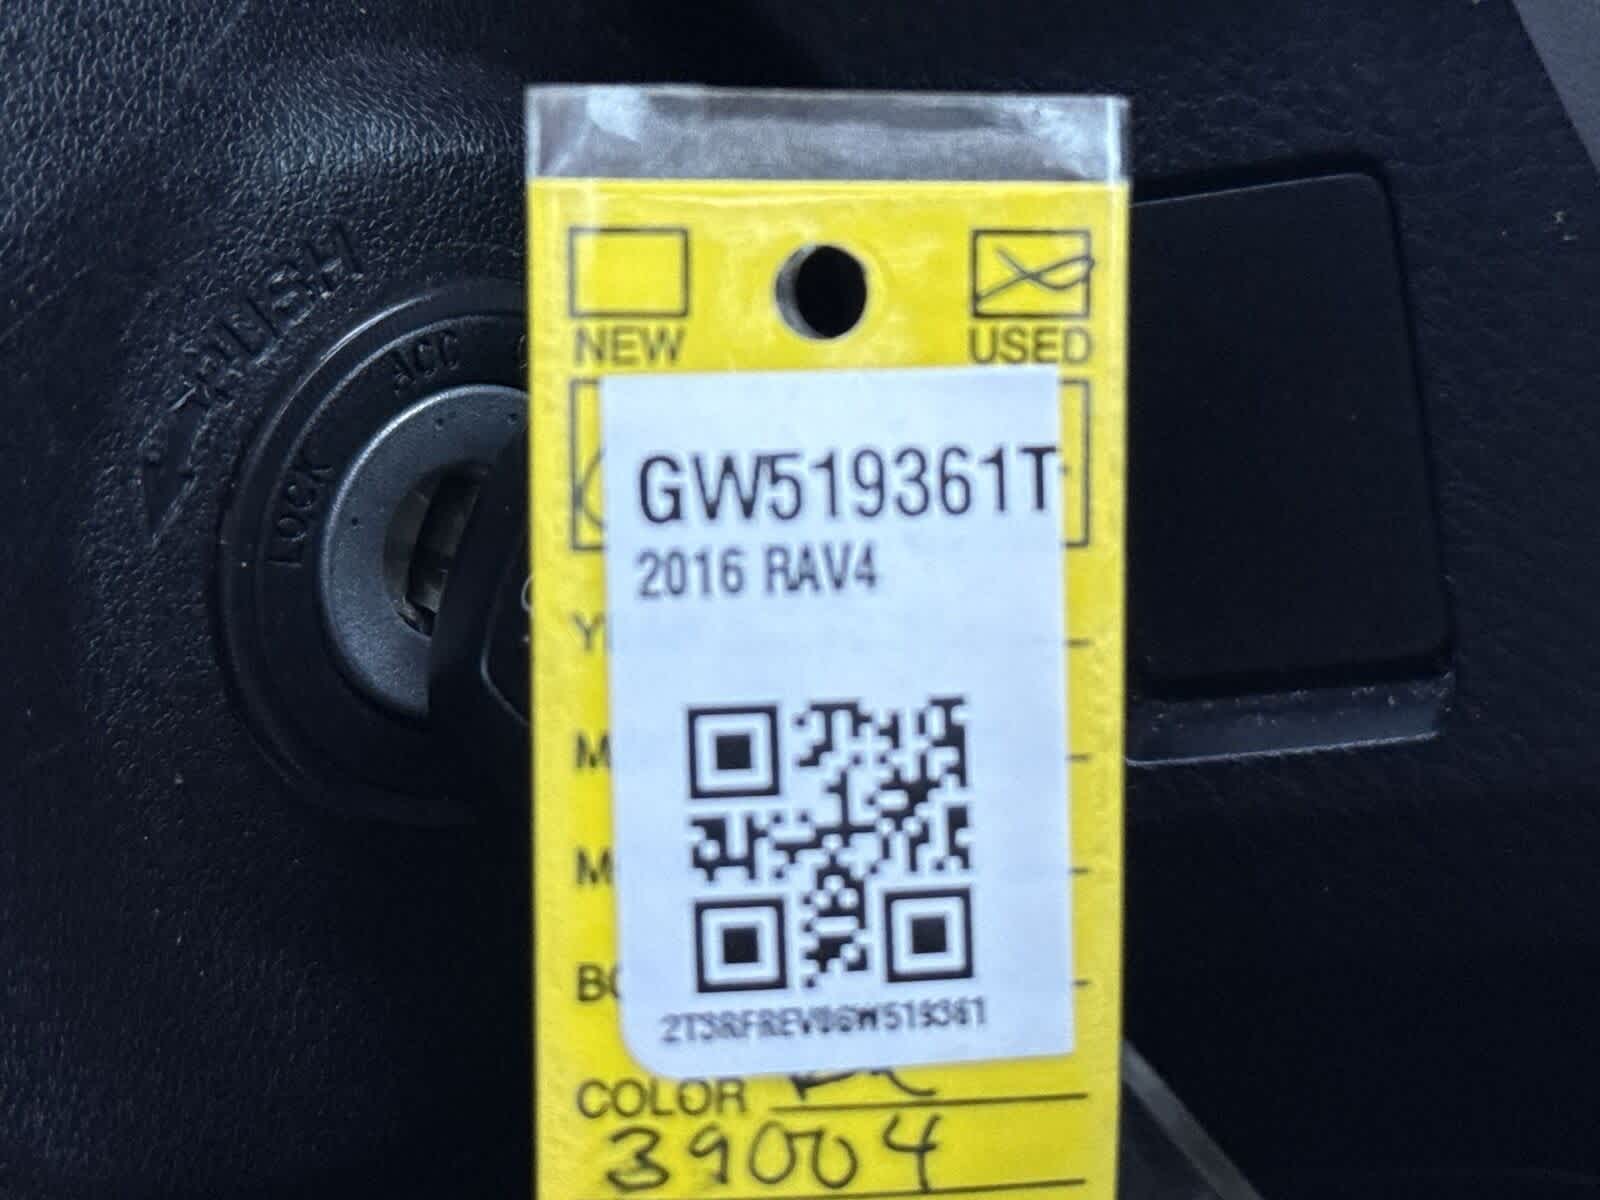 PUSH
ACC
LOCK
NEW
USED
GW519361T
2016 RAV4
2T3RFREV0GW519361
COLOR
39004